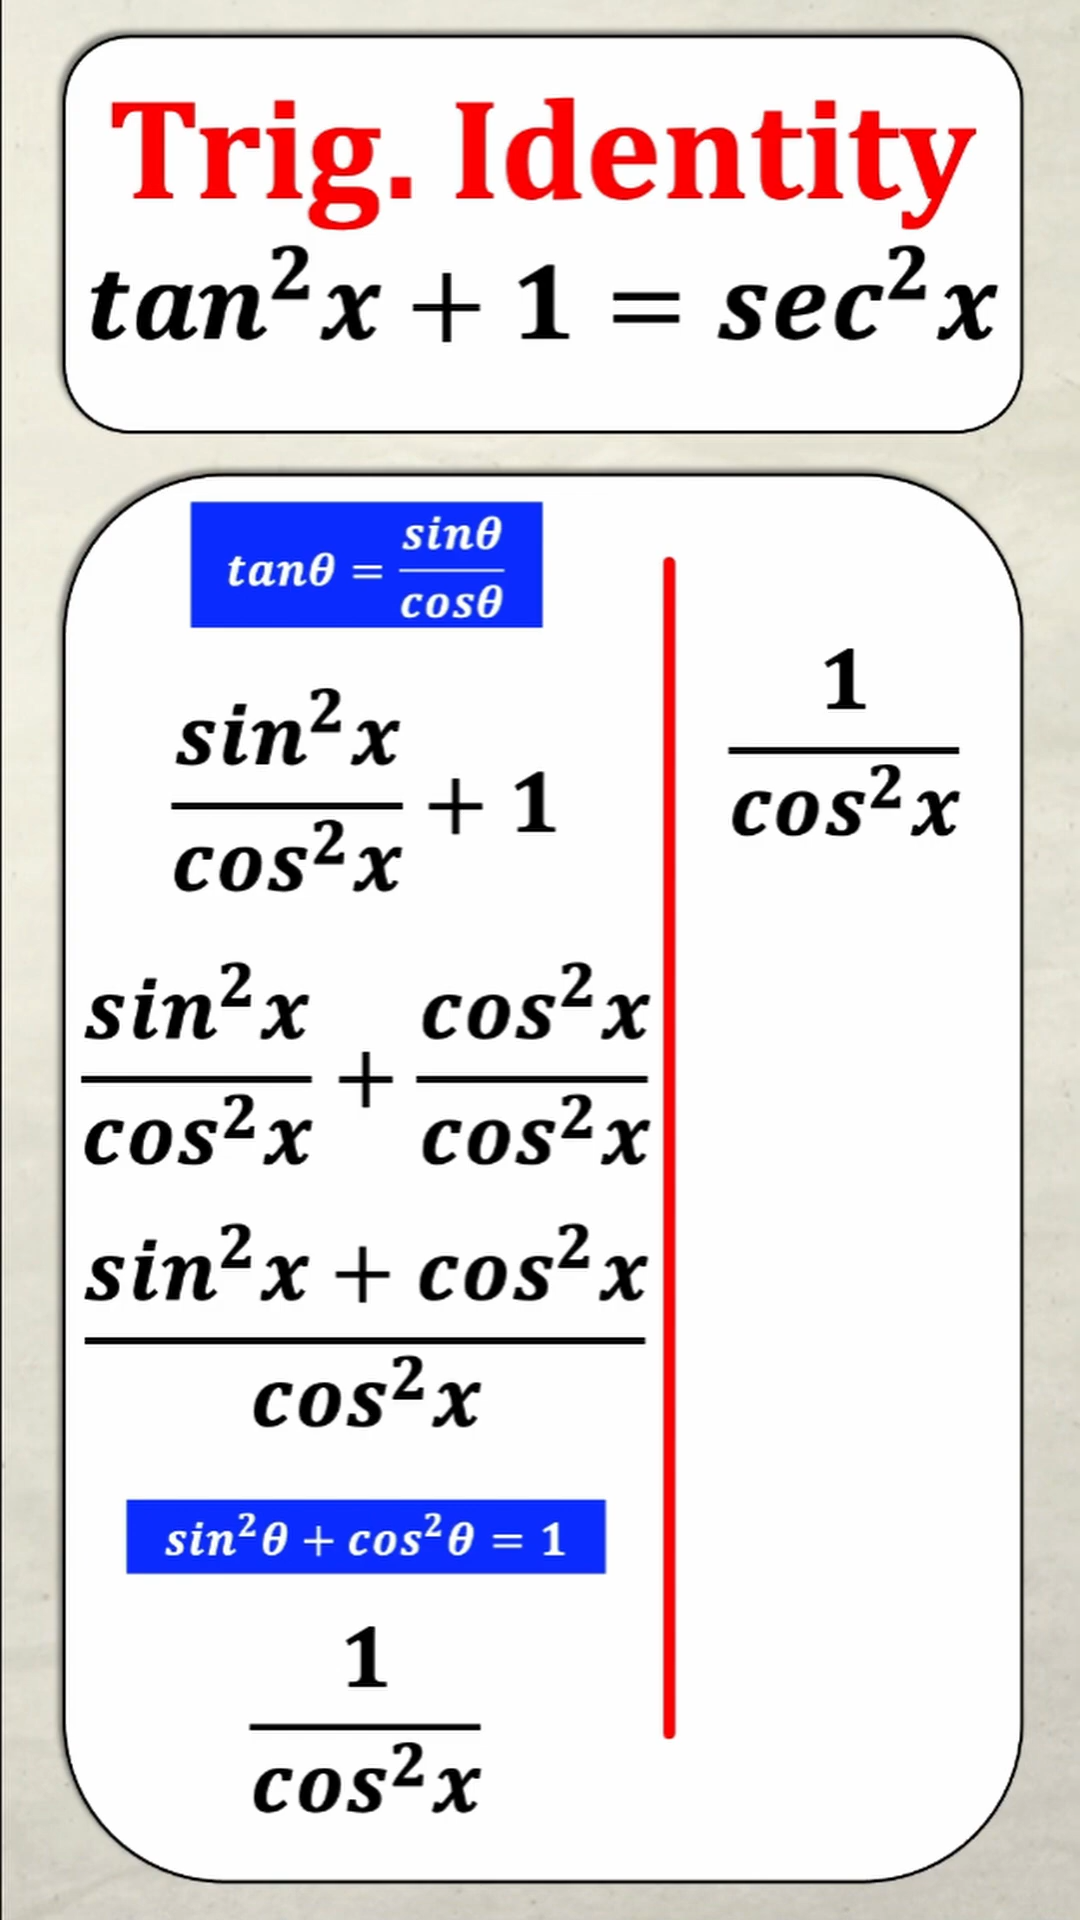 Trig. Identity
tan²x + 1 = sec²x
tanθ = sinθ/cosθ
sin²x/cos²x + 1
sin²x/cos²x + cos²x/cos²x
(sin²x + cos²x)/cos²x
sin²θ + cos²θ = 1
1/cos²x
1/cos²x